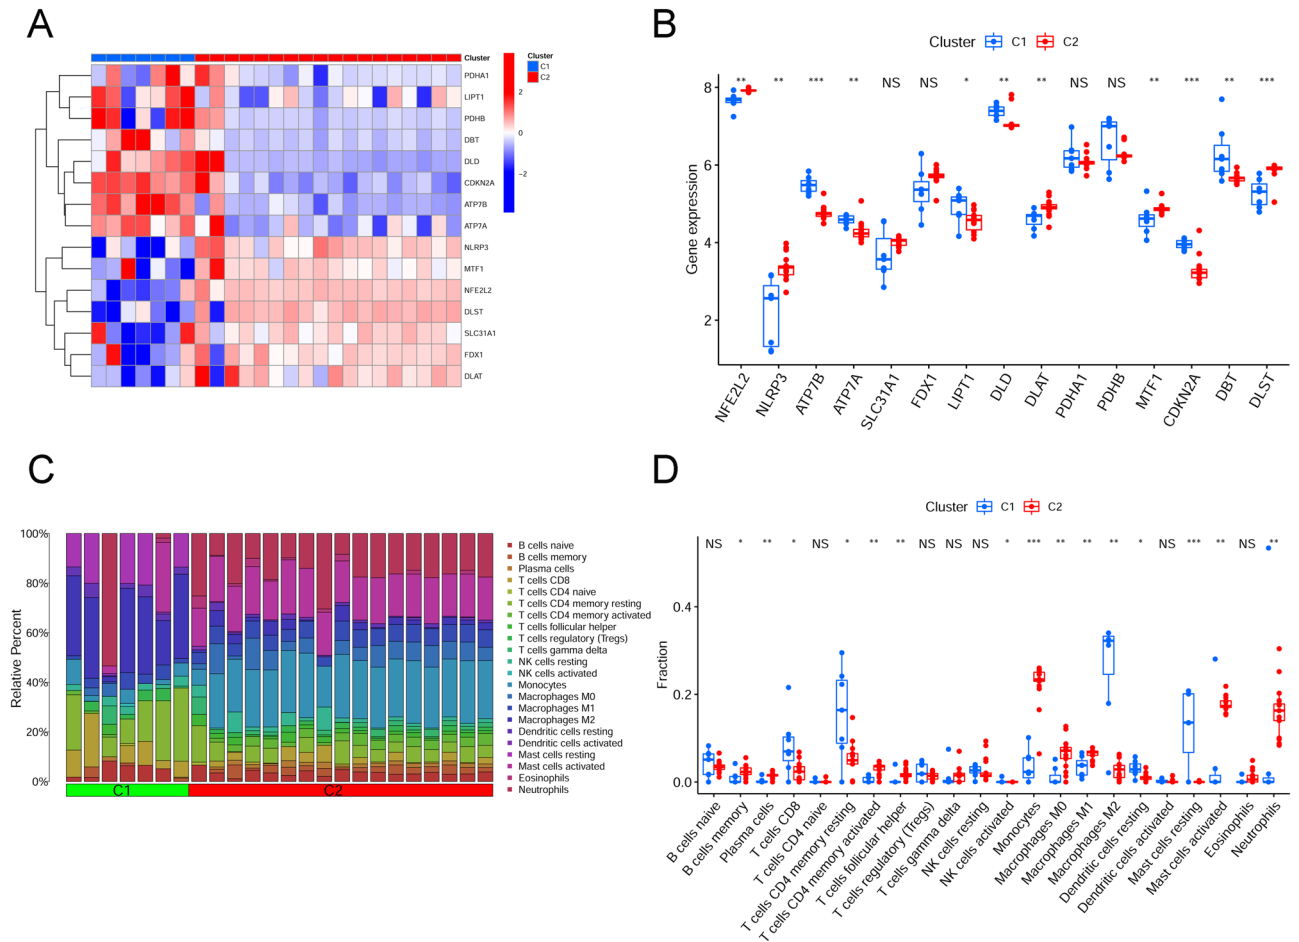 A
Cluster
PDHA1
LIPT1
PDHB
DBT
DLD
CDKN2A
ATP7B
ATP7A
NLRP3
MTF1
NFE2L2
DLST
SLC31A1
FDX1
DLAT
2
0
−2
Cluster
C1
C2
B
Cluster C1 C2
** ** *** ** NS NS * ** ** NS NS ** *** ** ***
Gene expression
8
6
4
2
NFE2L2
NLRP3
ATP7B
ATP7A
SLC31A1
FDX1
LIPT1
DLD
DLAT
PDHA1
PDHB
MTF1
CDKN2A
DBT
DLST
C
Relative Percent
100%
80%
60%
40%
20%
0%
C1
C2
B cells naive
B cells memory
Plasma cells
T cells CD8
T cells CD4 naive
T cells CD4 memory resting
T cells CD4 memory activated
T cells follicular helper
T cells regulatory (Tregs)
T cells gamma delta
NK cells resting
NK cells activated
Monocytes
Macrophages M0
Macrophages M1
Macrophages M2
Dendritic cells resting
Dendritic cells activated
Mast cells resting
Mast cells activated
Eosinophils
Neutrophils
D
Cluster C1 C2
NS * ** * NS * ** ** NS NS NS * *** ** ** ** * NS *** ** NS **
Fraction
0.4
0.2
0.0
B cells naive
B cells memory
Plasma cells
T cells CD8
T cells CD4 naive
T cells CD4 memory resting
T cells CD4 memory activated
T cells follicular helper
T cells regulatory (Tregs)
T cells gamma delta
NK cells resting
NK cells activated
Monocytes
Macrophages M0
Macrophages M1
Macrophages M2
Dendritic cells resting
Dendritic cells activated
Mast cells resting
Mast cells activated
Eosinophils
Neutrophils